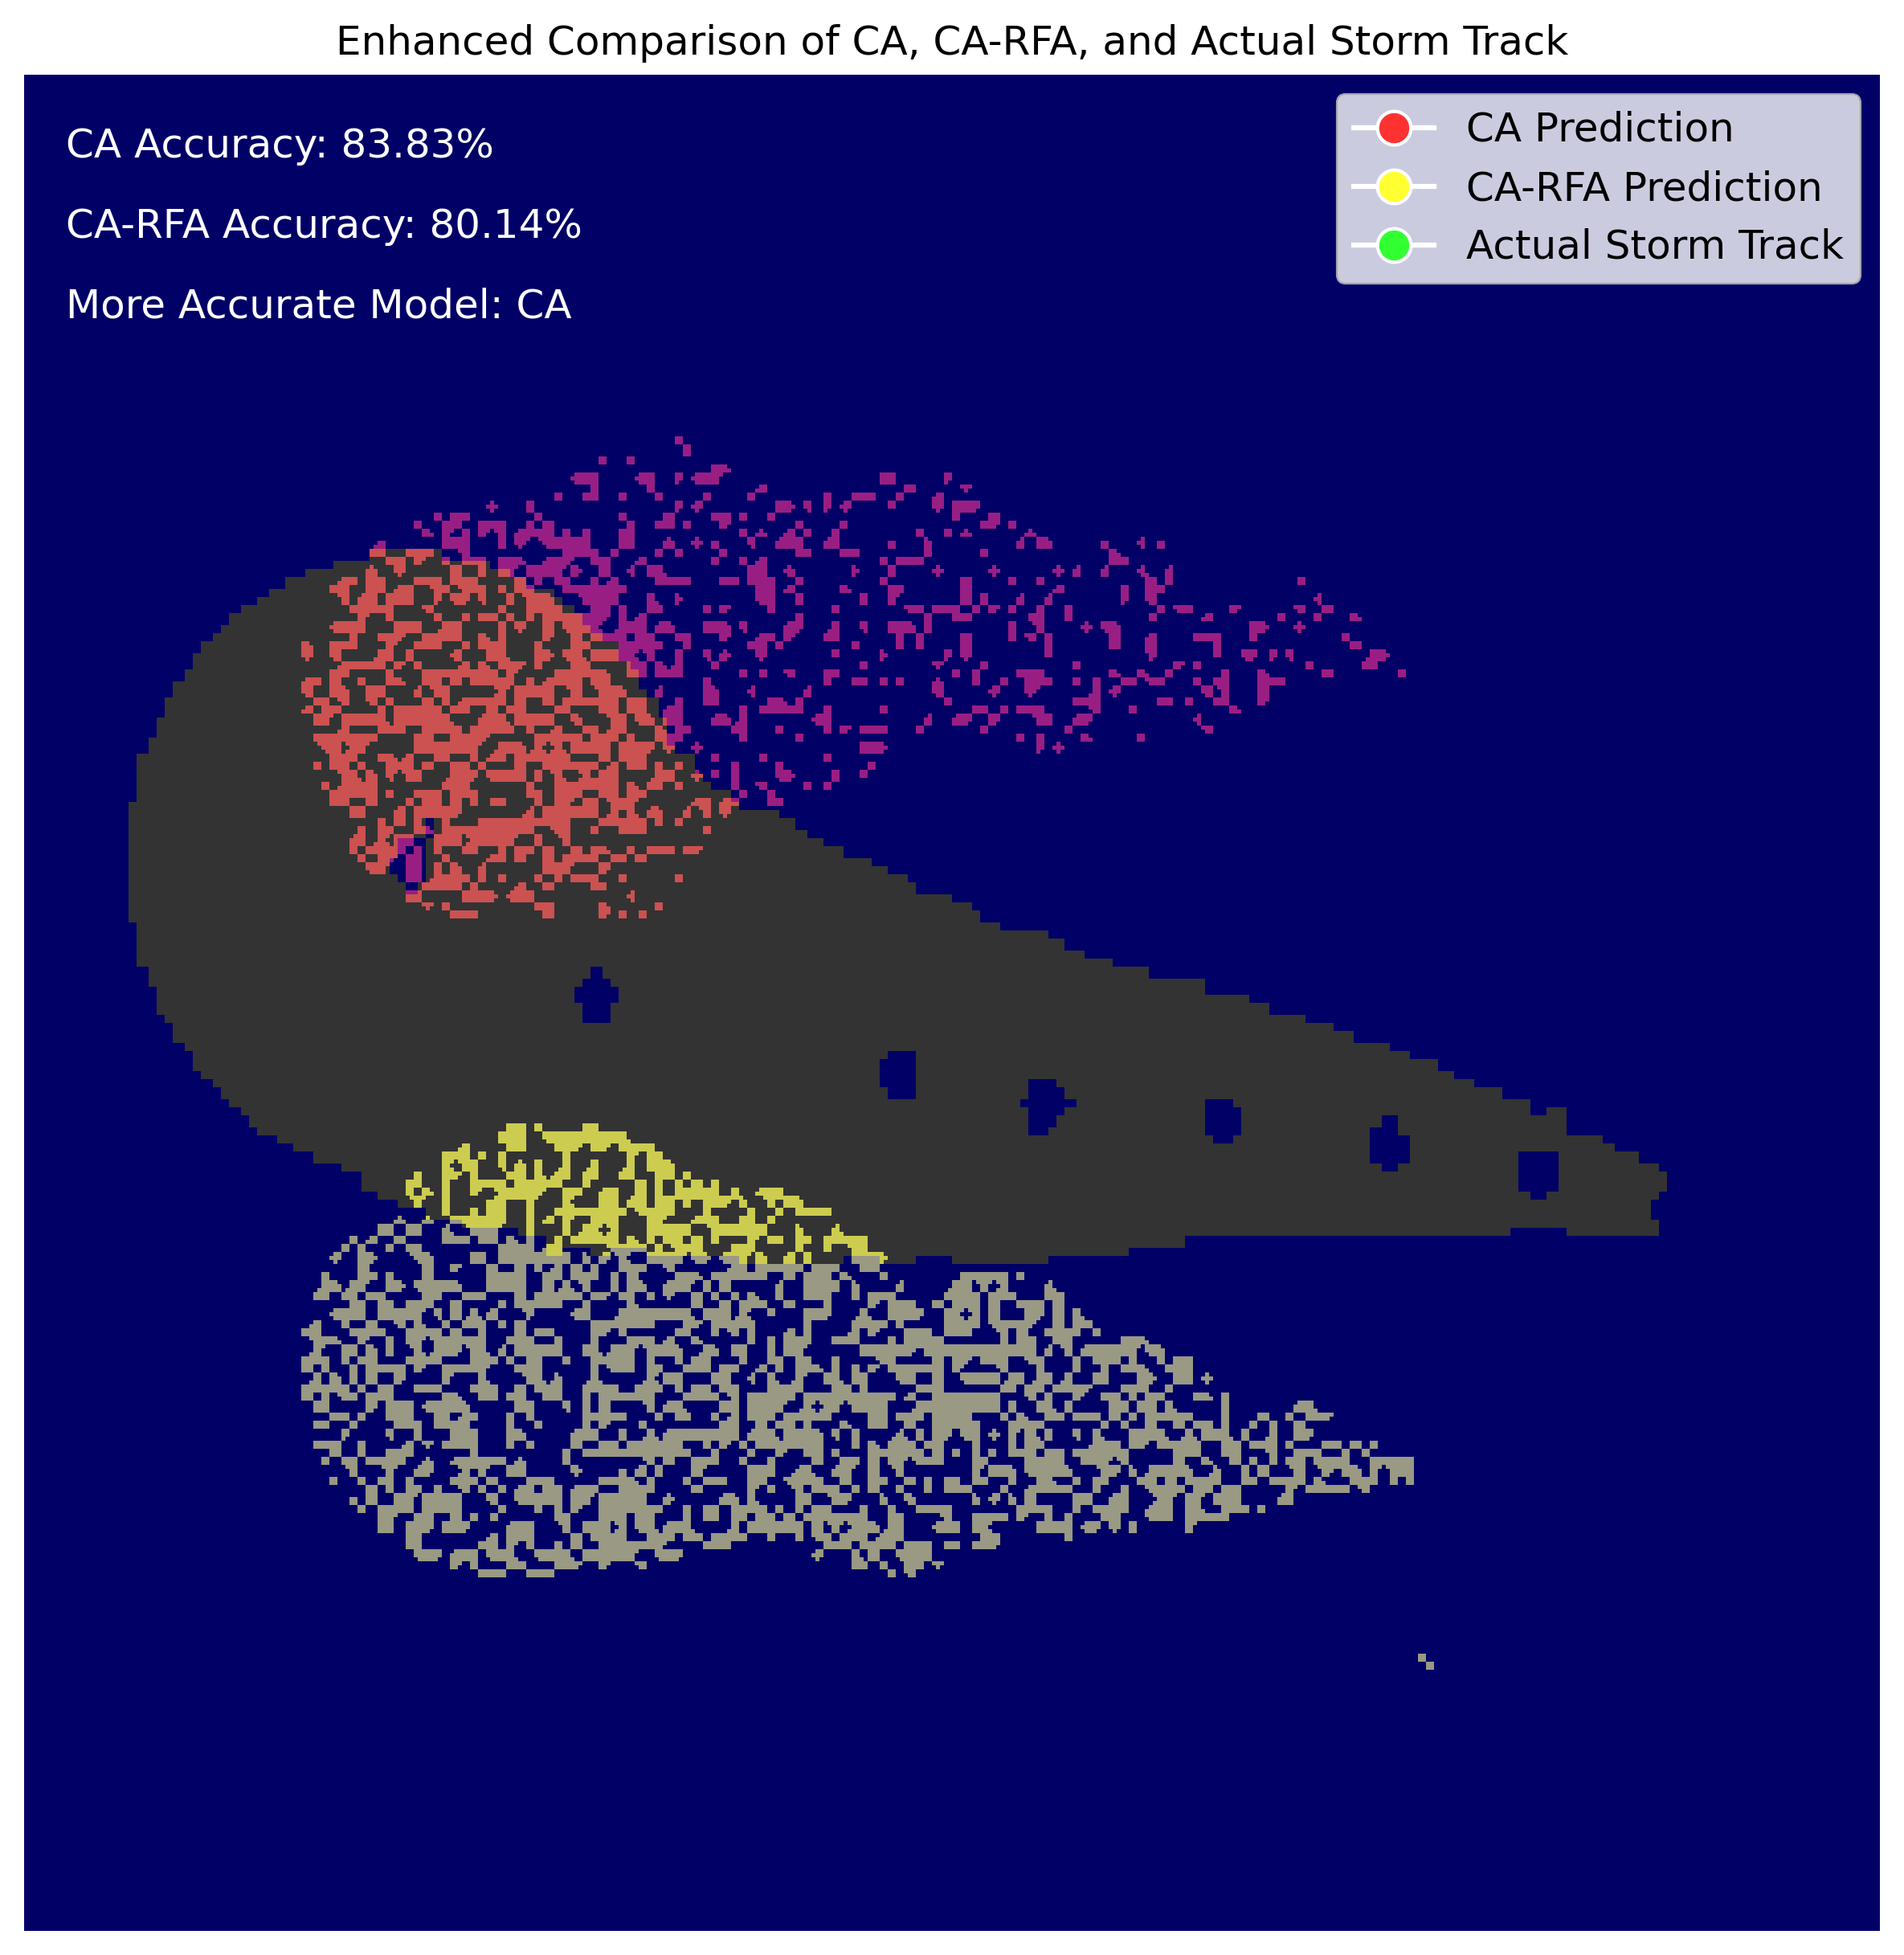 Enhanced Comparison of CA, CA-RFA, and Actual Storm Track
CA Accuracy: 83.83%
CA-RFA Accuracy: 80.14%
More Accurate Model: CA
CA Prediction
CA-RFA Prediction
Actual Storm Track